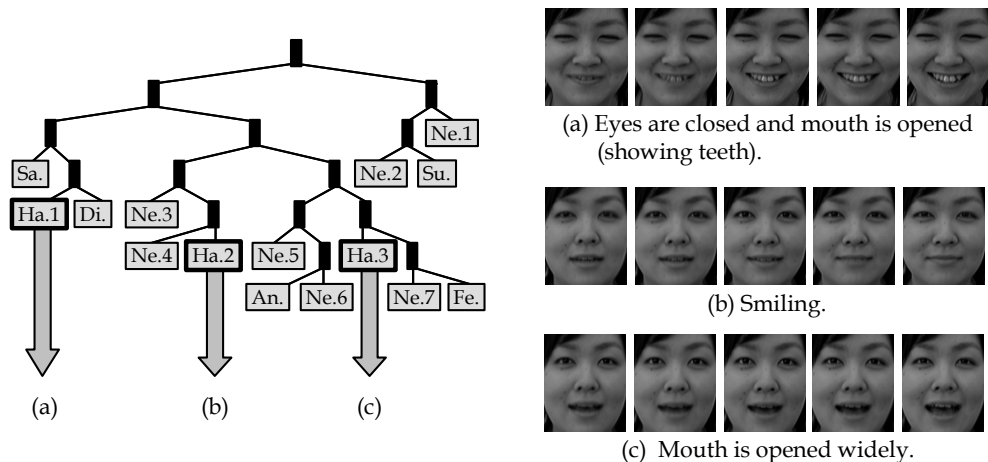 Ne.1
Sa.
Ne.2
Su.
Ha.1
Di.
Ne.3
Ne.4
Ha.2
Ne.5
Ha.3
An.
Ne.6
Ne.7
Fe.
(a)
(b)
(c)
(a) Eyes are closed and mouth is opened
(showing teeth).
(b) Smiling.
(c) Mouth is opened widely.